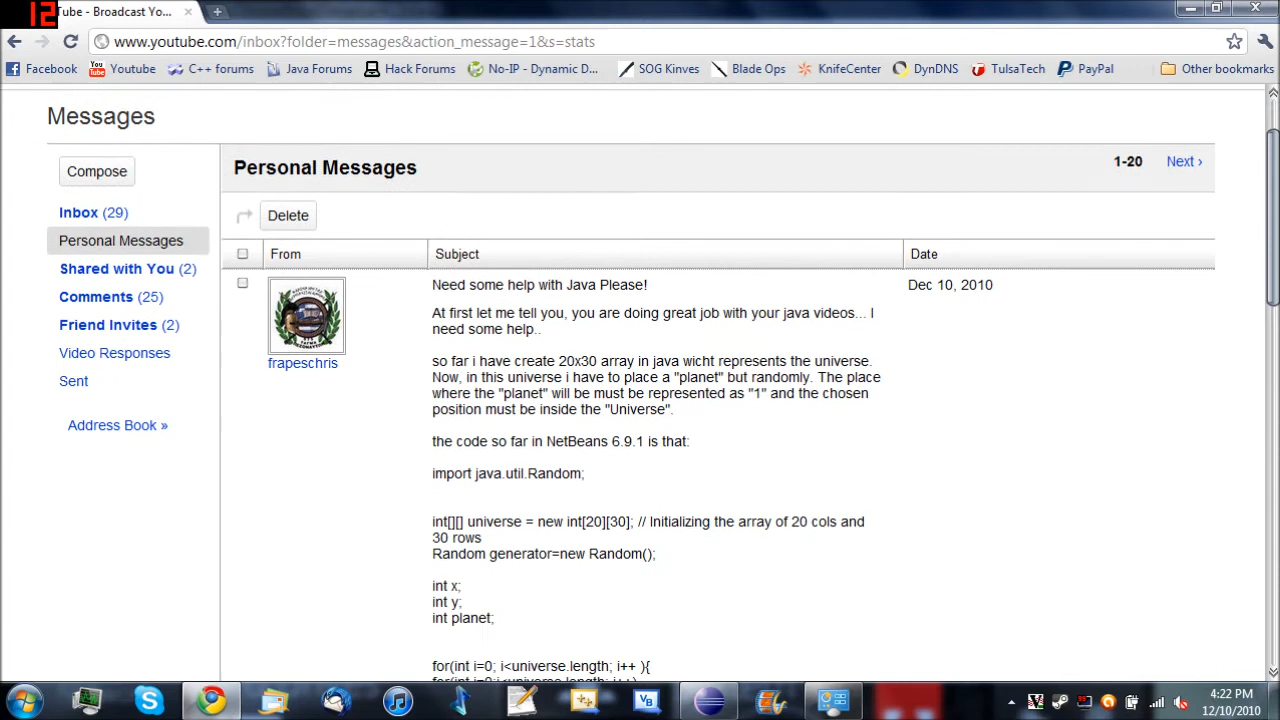 12
Tube - Broadcast Yo...
www.youtube.com/inbox?folder=messages&action_message=1&s=stats
Facebook Youtube C++ forums Java Forums Hack Forums No-IP - Dynamic D... SOG Kinves Blade Ops KnifeCenter DynDNS TulsaTech PayPal Other bookmarks
Messages
Compose
Inbox (29)
Personal Messages
Shared with You (2)
Comments (25)
Friend Invites (2)
Video Responses
Sent
Address Book »
Personal Messages 1-20 Next ›
Delete
From Subject Date
frapeschris
Need some help with Java Please! Dec 10, 2010
At first let me tell you, you are doing great job with your java videos... I
need some help..
so far i have create 20x30 array in java wicht represents the universe.
Now, in this universe i have to place a "planet" but randomly. The place
where the "planet" will be must be represented as "1" and the chosen
position must be inside the "Universe".
the code so far in NetBeans 6.9.1 is that:
import java.util.Random;
int[][] universe = new int[20][30]; // Initializing the array of 20 cols and
30 rows
Random generator=new Random();
int x;
int y;
int planet;
for(int i=0; i<universe.length; i++ ){
VB
4:22 PM
12/10/2010